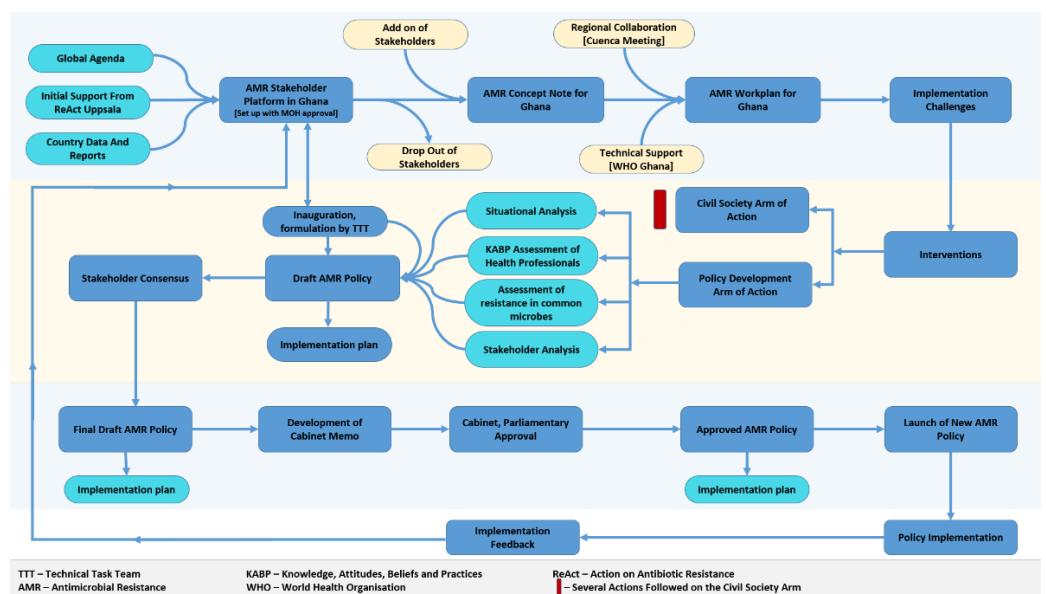 Add on of
Stakeholders
Regional Collaboration
[Cuenca Meeting]
Global Agenda
Initial Support From
ReAct Uppsala
Country Data And
Reports
AMR Stakeholder
Platform in Ghana
[Set up with MOH approval]
AMR Concept Note for
Ghana
AMR Workplan for
Ghana
Implementation
Challenges
Drop Out of
Stakeholders
Technical Support
[WHO Ghana]
Inauguration,
formulation by TTT
Situational Analysis
Civil Society Arm of
Action
Stakeholder Consensus
Draft AMR Policy
KABP Assessment of
Health Professionals
Policy Development
Arm of Action
Interventions
Assessment of
resistance in common
microbes
Implementation plan
Stakeholder Analysis
Final Draft AMR Policy
Development of
Cabinet Memo
Cabinet, Parliamentary
Approval
Approved AMR Policy
Launch of New AMR
Policy
Implementation plan
Implementation plan
Implementation
Feedback
Policy Implementation
TTT – Technical Task Team
KABP – Knowledge, Attitudes, Beliefs and Practices
ReAct – Action on Antibiotic Resistance
AMR – Antimicrobial Resistance
WHO – World Health Organisation
– Several Actions Followed on the Civil Society Arm